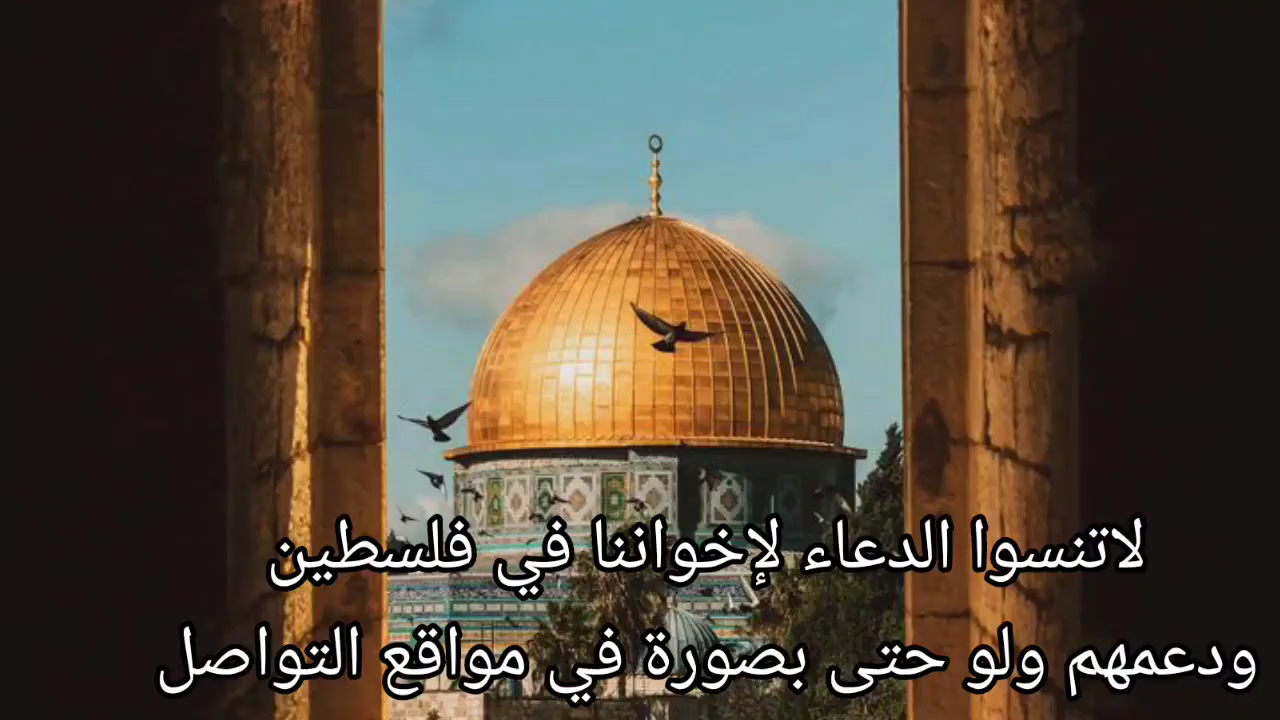 لاتنسوا الدعاء لإخواننا في فلسطين
ودعمهم ولو حتى بصورة في مواقع التواصل